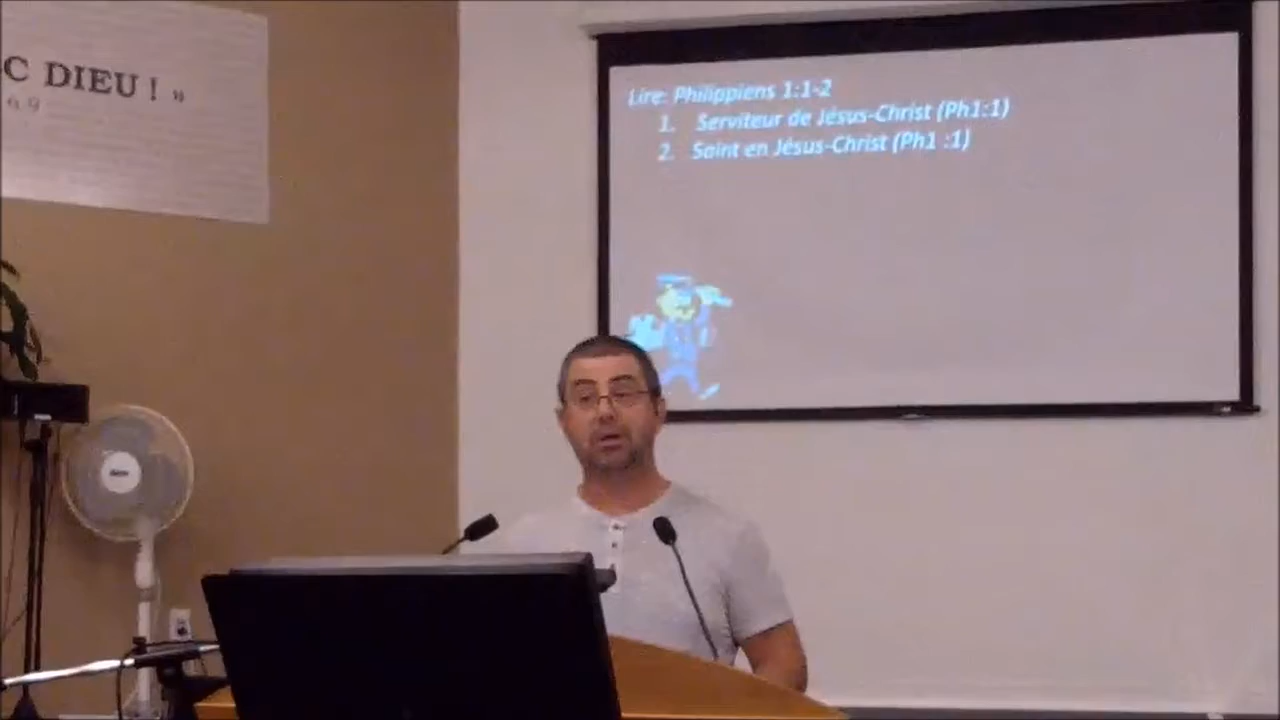 C DIEU ! »
Lire: Philippiens 1:1-2
1. Serviteur de Jésus-Christ (Ph1:1)
2. Saint en Jésus-Christ (Ph1 :1)